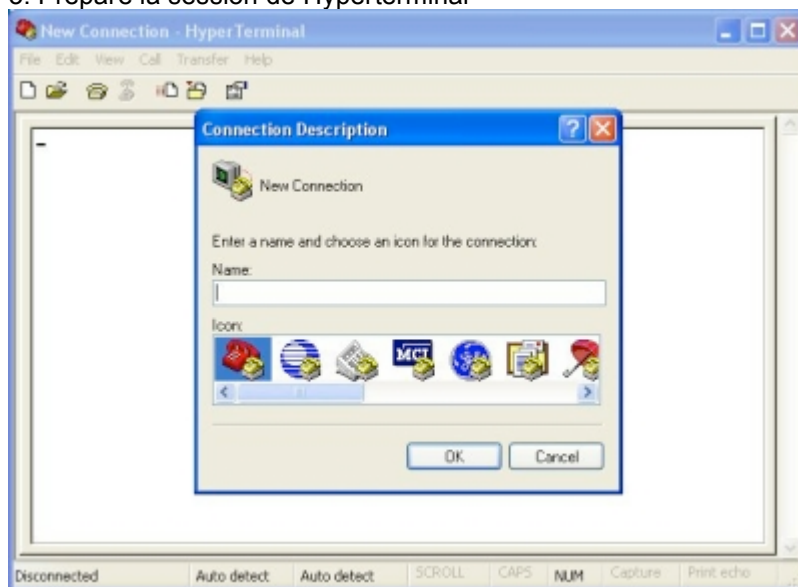 Prepare la sesión de Hyperterminal
New Connection - HyperTerminal
File Edit View Call Transfer Help
Connection Description
New Connection
Enter a name and choose an icon for the connection:
Name:
Icon:
MCI
OK Cancel
Disconnected Auto detect Auto detect SCROLL CAPS NUM Capture Print echo